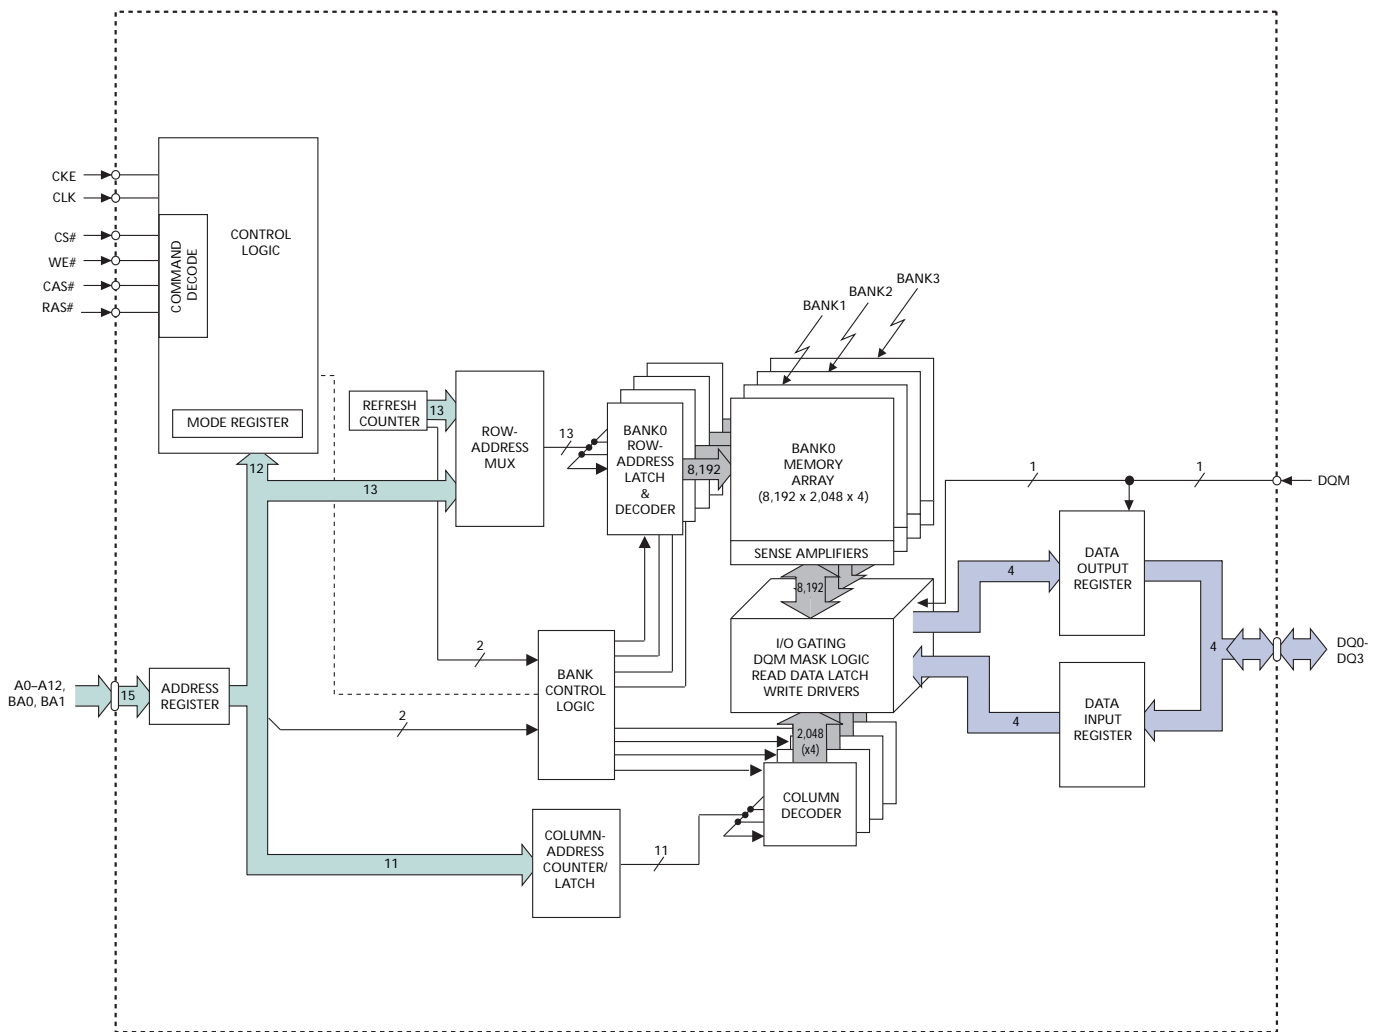 CKE
CLK
CS#
WE#
CAS#
RAS#
COMMAND
DECODE
CONTROL
LOGIC
MODE REGISTER
12
REFRESH
COUNTER
13
13
ROW-
ADDRESS
MUX
13
BANK0
ROW-
ADDRESS
LATCH
&
DECODER
8,192
BANK1
BANK2
BANK3
BANK0
MEMORY
ARRAY
(8,192 x 2,048 x 4)
SENSE AMPLIFIERS
8,192
I/O GATING
DQM MASK LOGIC
READ DATA LATCH
WRITE DRIVERS
2,048
(x4)
COLUMN
DECODER
A0–A12,
BA0, BA1
15
ADDRESS
REGISTER
2
2
BANK
CONTROL
LOGIC
11
COLUMN-
ADDRESS
COUNTER/
LATCH
11
1
1
DQM
4
DATA
OUTPUT
REGISTER
4
DATA
INPUT
REGISTER
4
DQ0-
DQ3